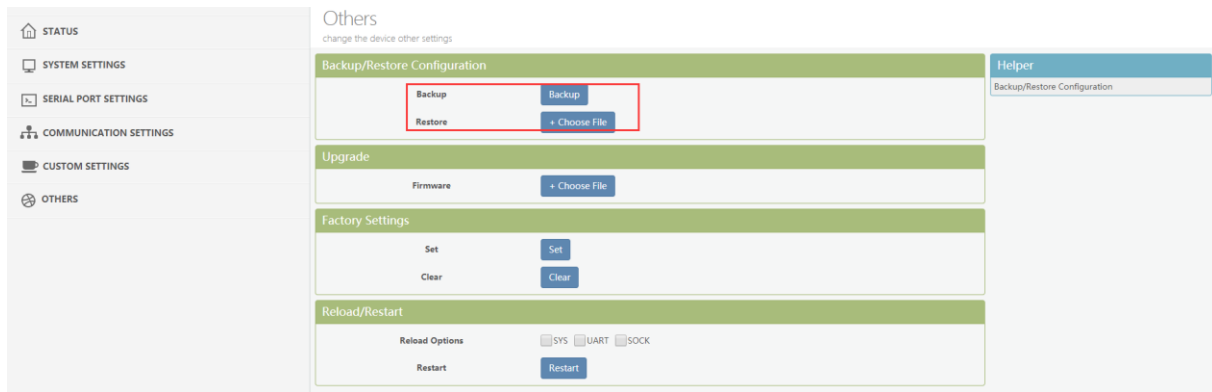 STATUS
SYSTEM SETTINGS
SERIAL PORT SETTINGS
COMMUNICATION SETTINGS
CUSTOM SETTINGS
OTHERS
Others
change the device other settings
Backup/Restore Configuration
Backup Backup
Restore + Choose File
Upgrade
Firmware + Choose File
Factory Settings
Set Set
Clear Clear
Reload/Restart
Reload Options SYS UART SOCK
Restart Restart
Helper
Backup/Restore Configuration